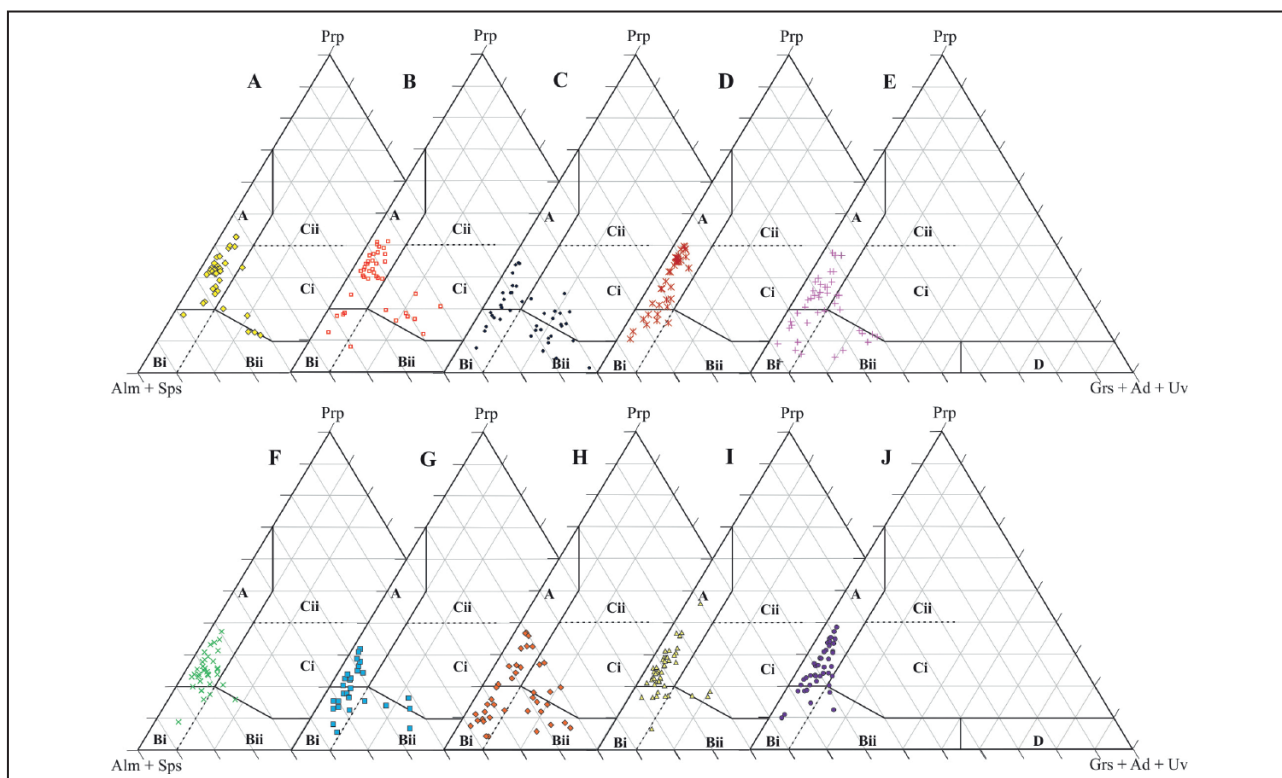 Prp Prp Prp Prp Prp
A B C D E
A A A A A
Cii Cii Cii Cii Cii
Ci Ci Ci Ci Ci
Bi Bii Bi Bii Bi Bii Bi Bii Bi Bii D
Alm + Sps Grs + Ad + Uv
Prp Prp Prp Prp Prp
F G H I J
A A A A A
Cii Cii Cii Cii Cii
Ci Ci Ci Ci Ci
Bi Bii Bi Bii Bi Bii Bi Bii Bi Bii D
Alm + Sps Grs + Ad + Uv